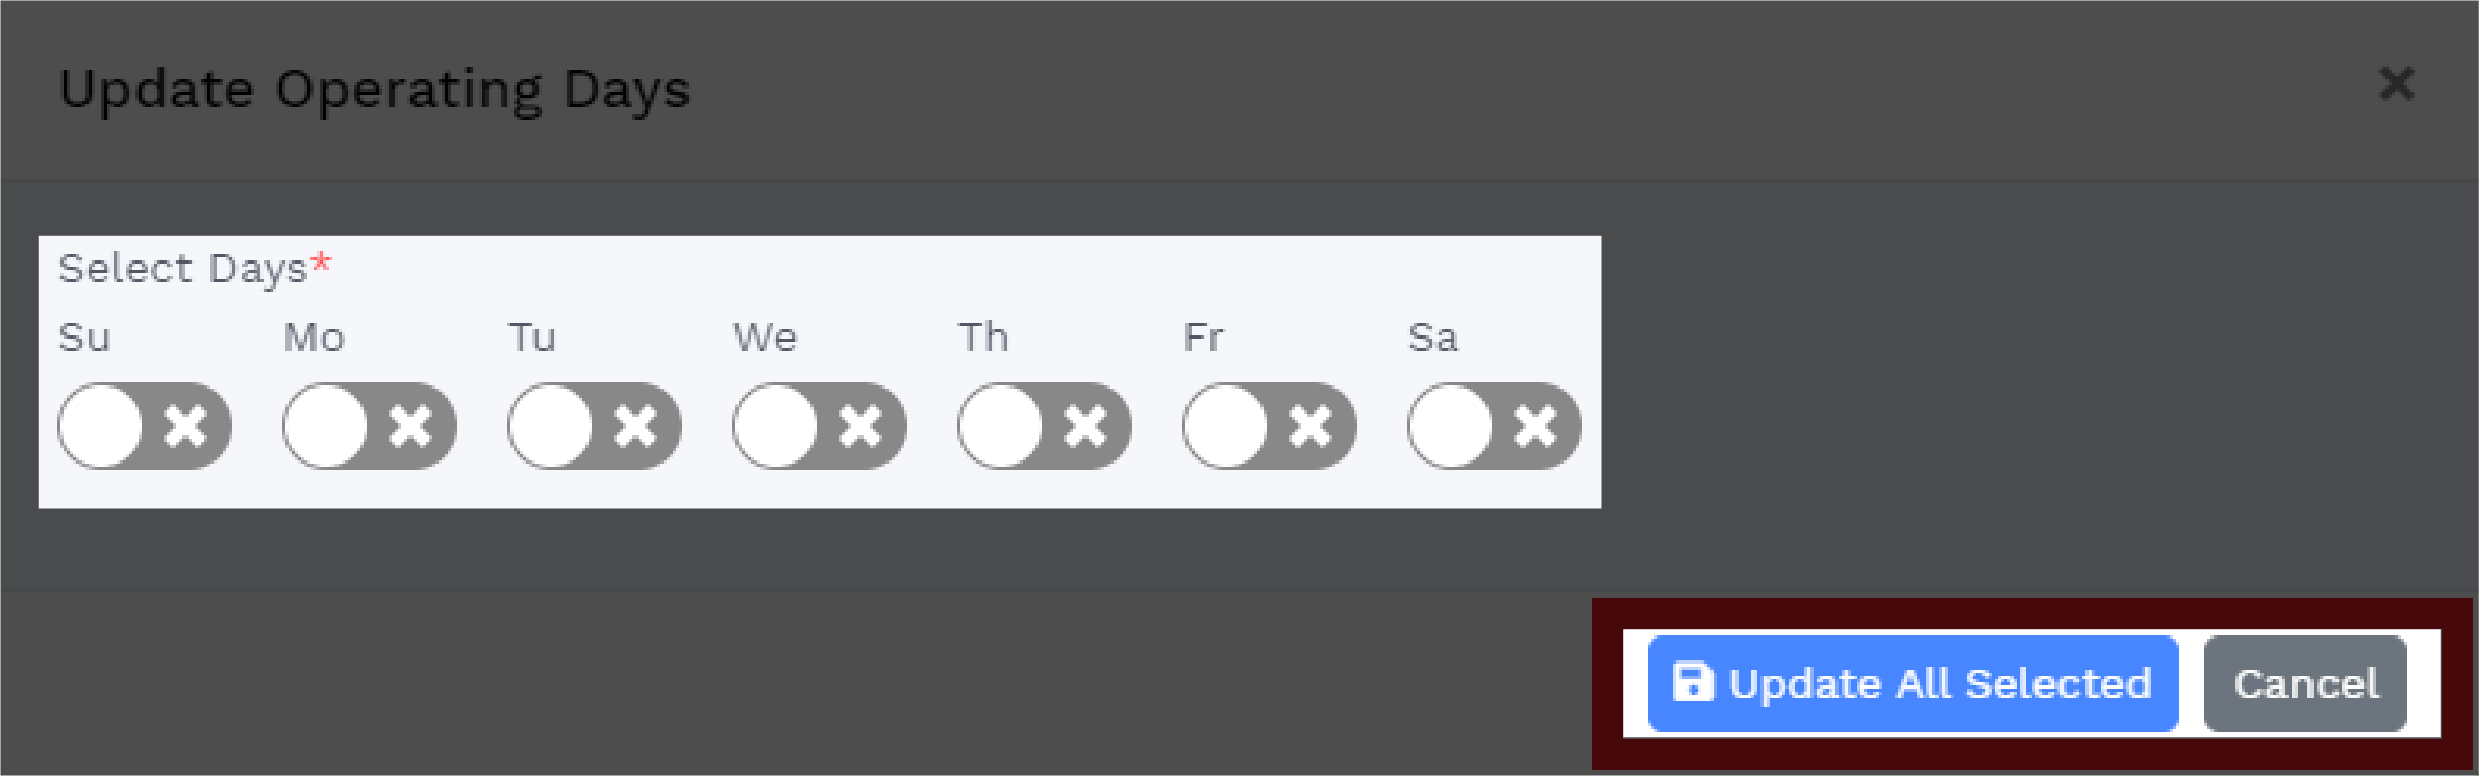 Update Operating Days
Select Days*
Su Mo Tu We Th Fr Sa
Update All Selected Cancel